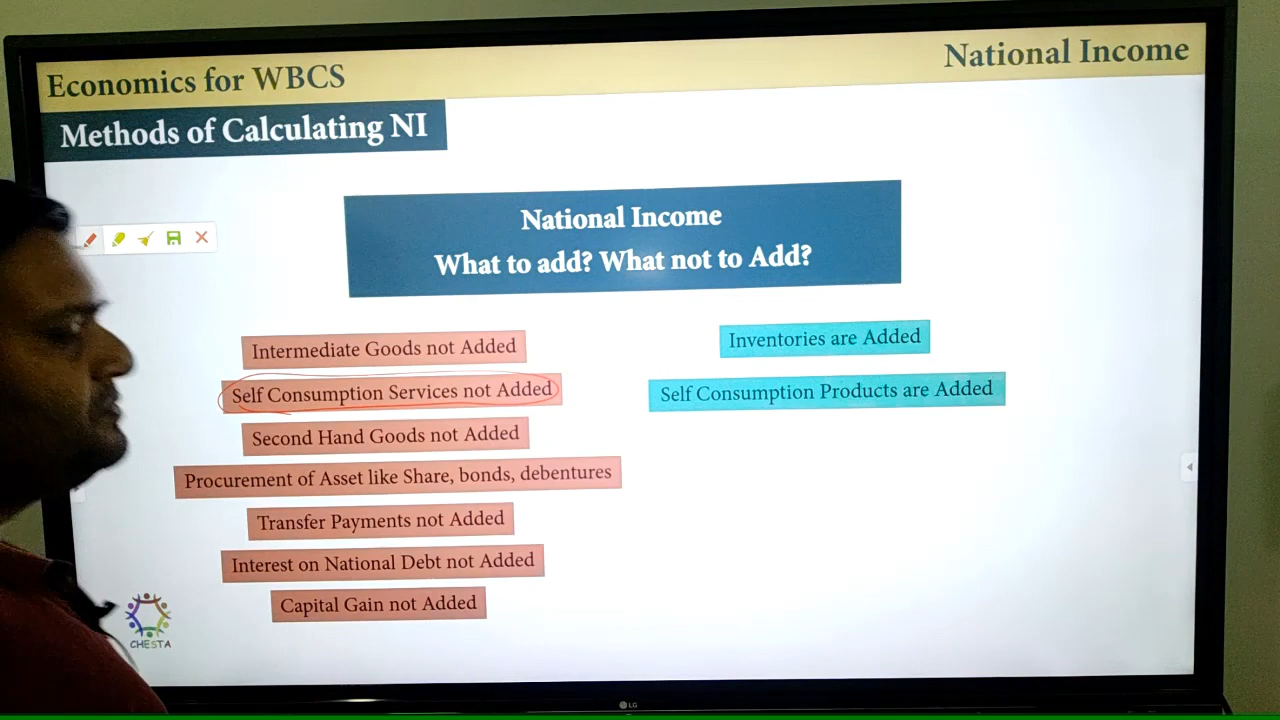 Economics for WBCS
National Income
Methods of Calculating NI
National Income
What to add? What not to Add?
Intermediate Goods not Added
Self Consumption Services not Added
Second Hand Goods not Added
Procurement of Asset like Share, bonds, debentures
Transfer Payments not Added
Interest on National Debt not Added
Capital Gain not Added
Inventories are Added
Self Consumption Products are Added
CHESTA
LG